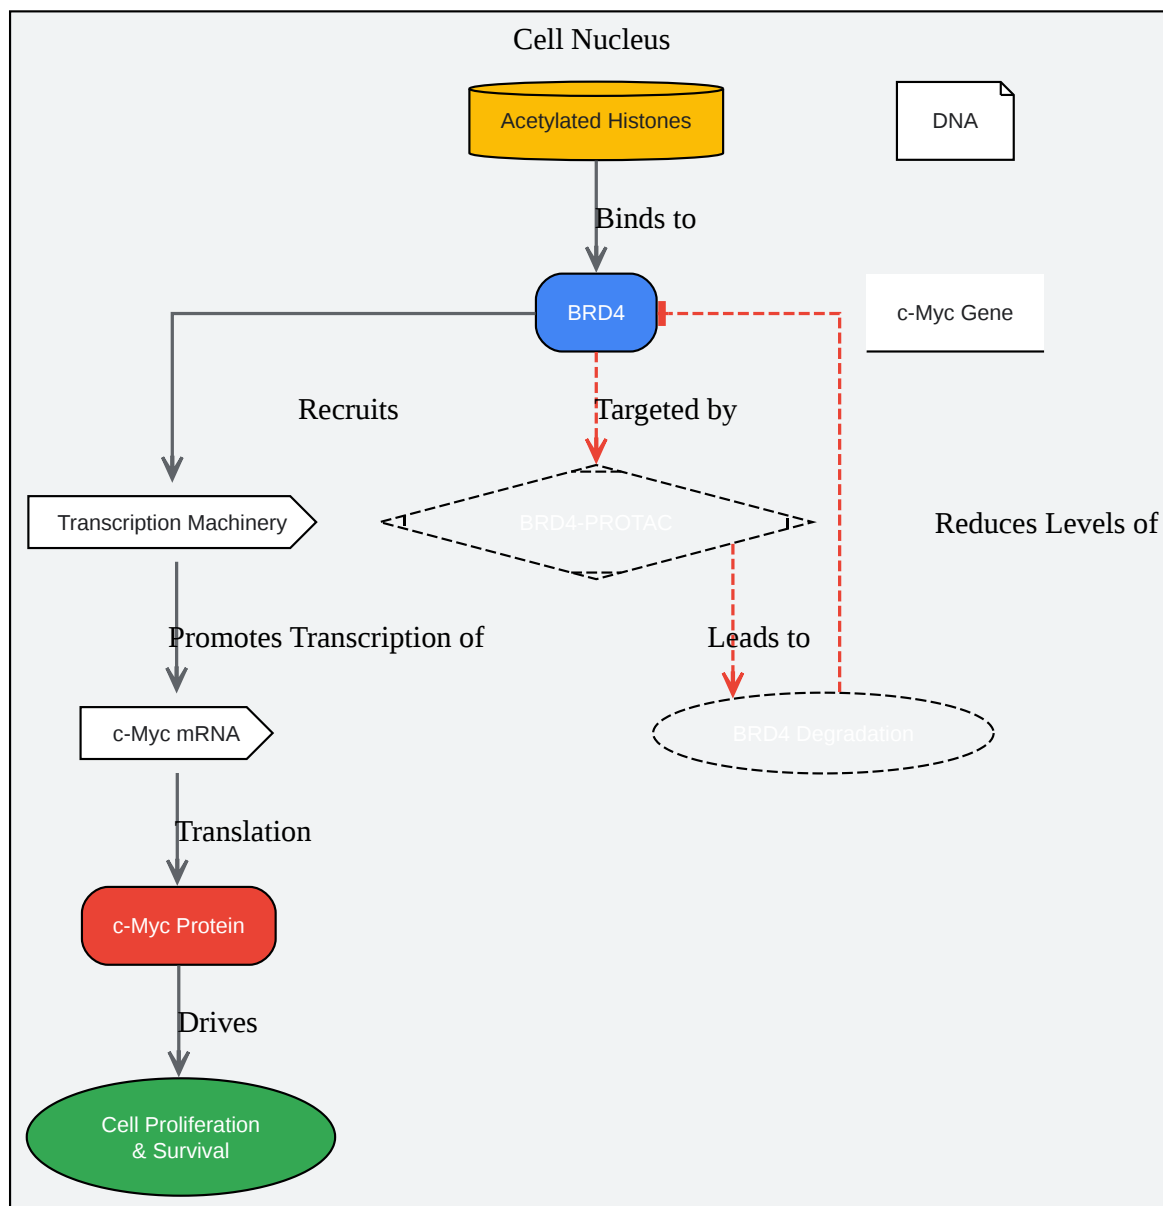 Cell Nucleus
Acetylated Histones
DNA
Binds to
BRD4
c-Myc Gene
Recruits
Targeted by
Transcription Machinery
BRD4-PROTAC
Reduces Levels of
Promotes Transcription of
Leads to
c-Myc mRNA
BRD4 Degradation
Translation
c-Myc Protein
Drives
Cell Proliferation
& Survival